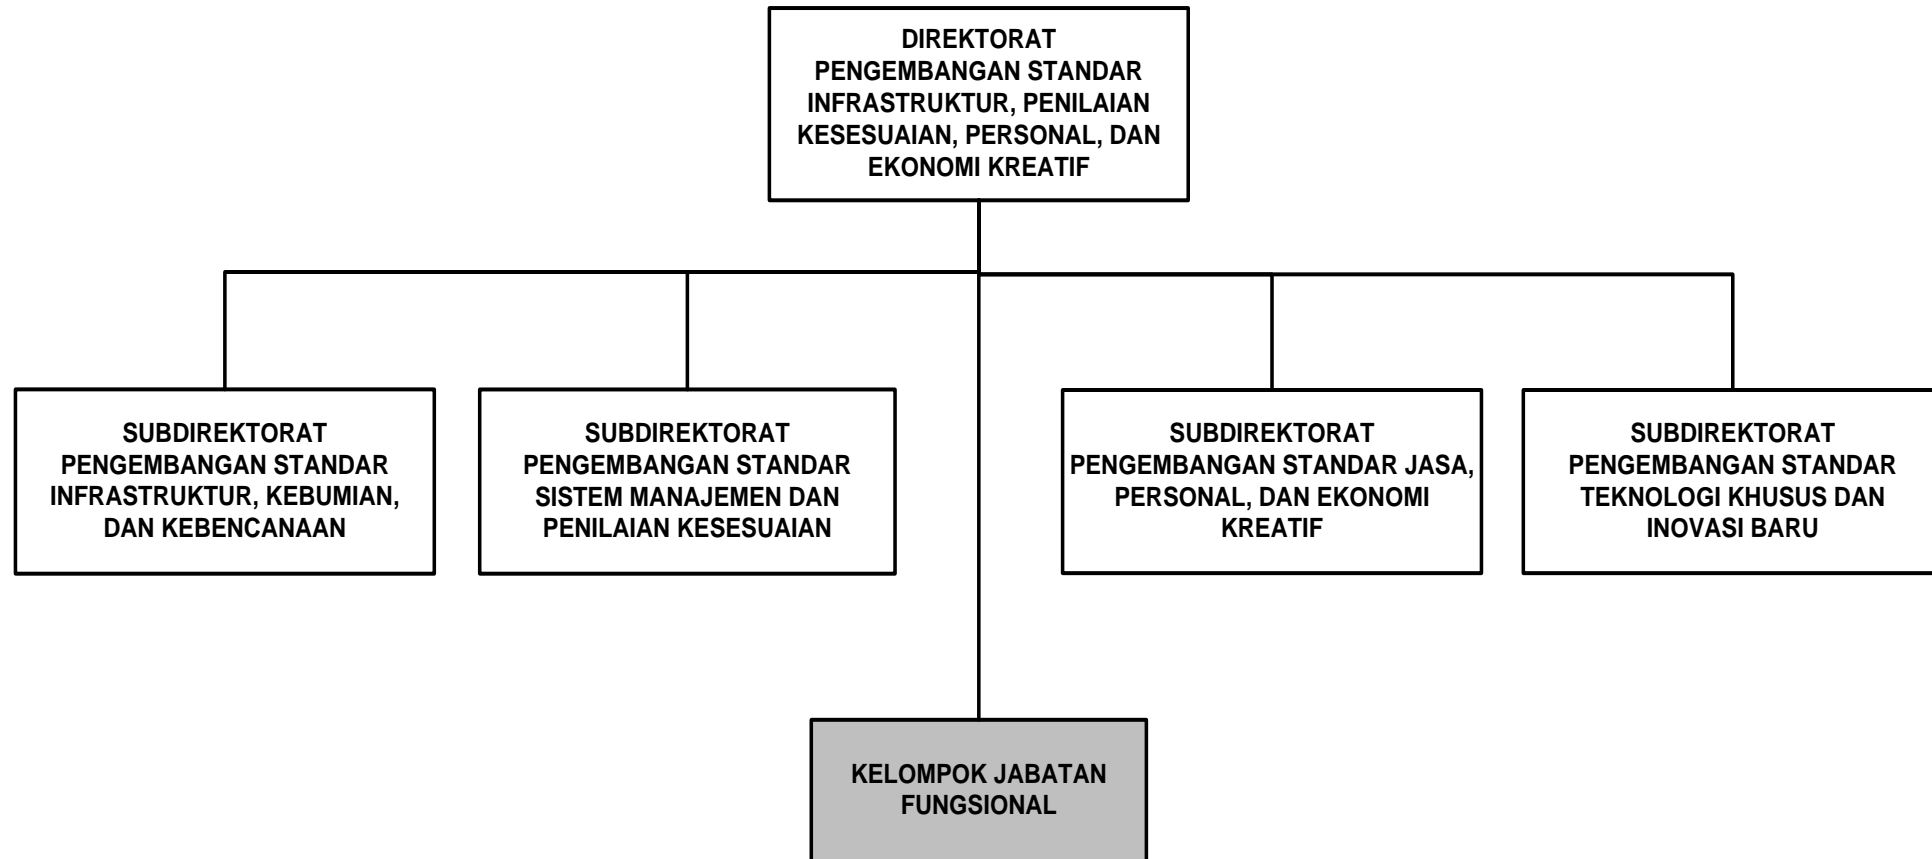 DIREKTORAT
PENGEMBANGAN STANDAR
INFRASTRUKTUR, PENILAIAN
KESESUAIAN, PERSONAL, DAN
EKONOMI KREATIF
SUBDIREKTORAT
PENGEMBANGAN STANDAR
INFRASTRUKTUR, KEBUMIAN,
DAN KEBENCANAAN
SUBDIREKTORAT
PENGEMBANGAN STANDAR
SISTEM MANAJEMEN DAN
PENILAIAN KESESUAIAN
SUBDIREKTORAT
PENGEMBANGAN STANDAR JASA,
PERSONAL, DAN EKONOMI
KREATIF
SUBDIREKTORAT
PENGEMBANGAN STANDAR
TEKNOLOGI KHUSUS DAN
INOVASI BARU
KELOMPOK JABATAN
FUNGSIONAL